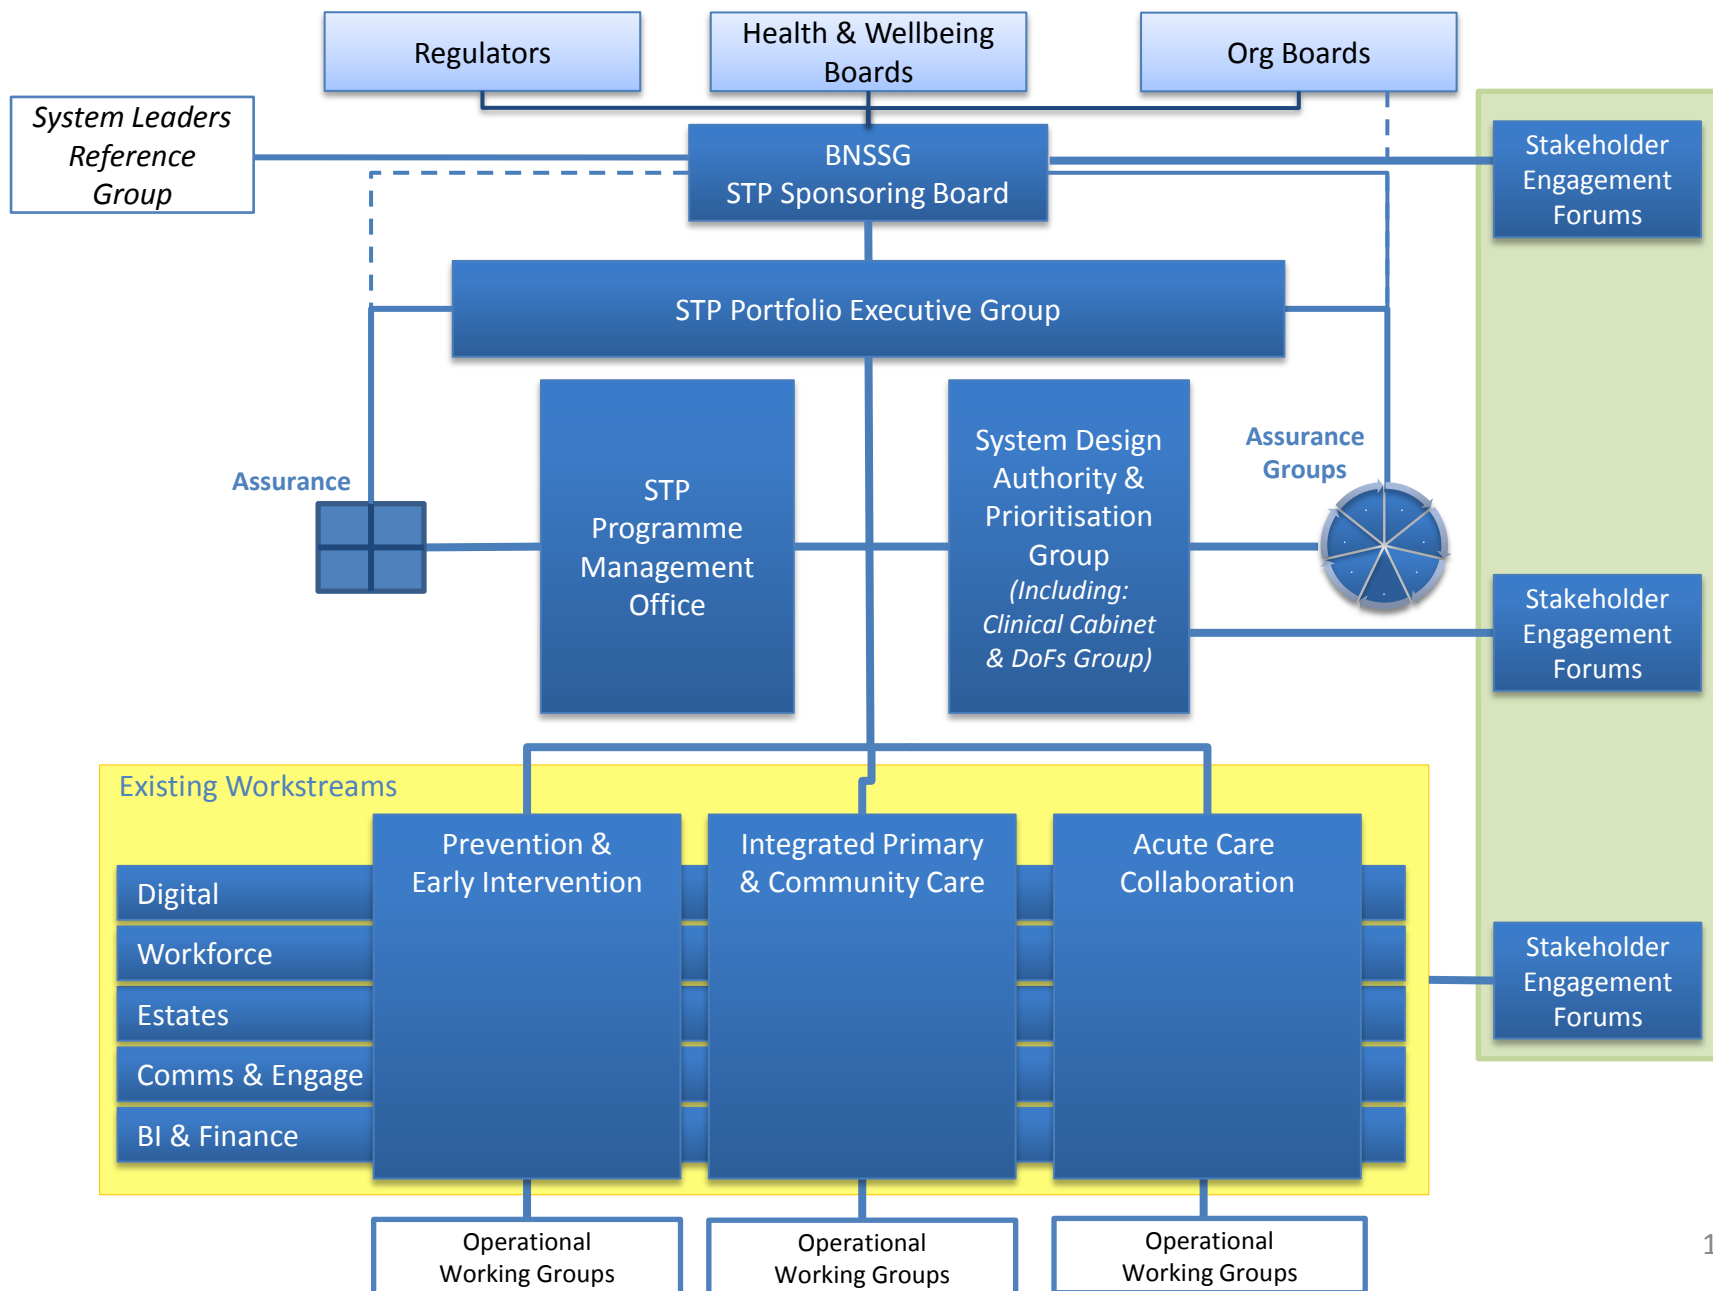 Regulators
Health & Wellbeing
Boards
Org Boards
System Leaders
Reference
Group
BNSSG
STP Sponsoring Board
Stakeholder
Engagement
Forums
STP Portfolio Executive Group
Assurance
STP
Programme
Management
Office
System Design
Authority &
Prioritisation
Group
(Including:
Clinical Cabinet
& DoFs Group)
Assurance
Groups
Stakeholder
Engagement
Forums
Existing Workstreams
Prevention &
Early Intervention
Integrated Primary
& Community Care
Acute Care
Collaboration
Digital
Workforce
Estates
Comms & Engage
BI & Finance
Stakeholder
Engagement
Forums
Operational
Working Groups
Operational
Working Groups
Operational
Working Groups
1